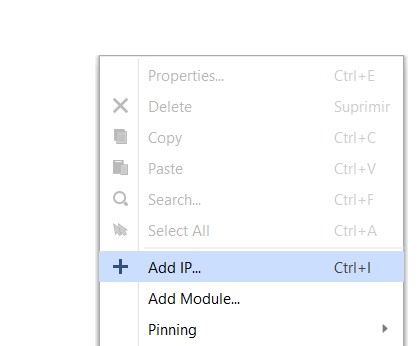 Properties... Ctrl+E
Delete Suprimir
Copy Ctrl+C
Paste Ctrl+V
Search... Ctrl+F
Select All Ctrl+A
Add IP... Ctrl+I
Add Module...
Pinning